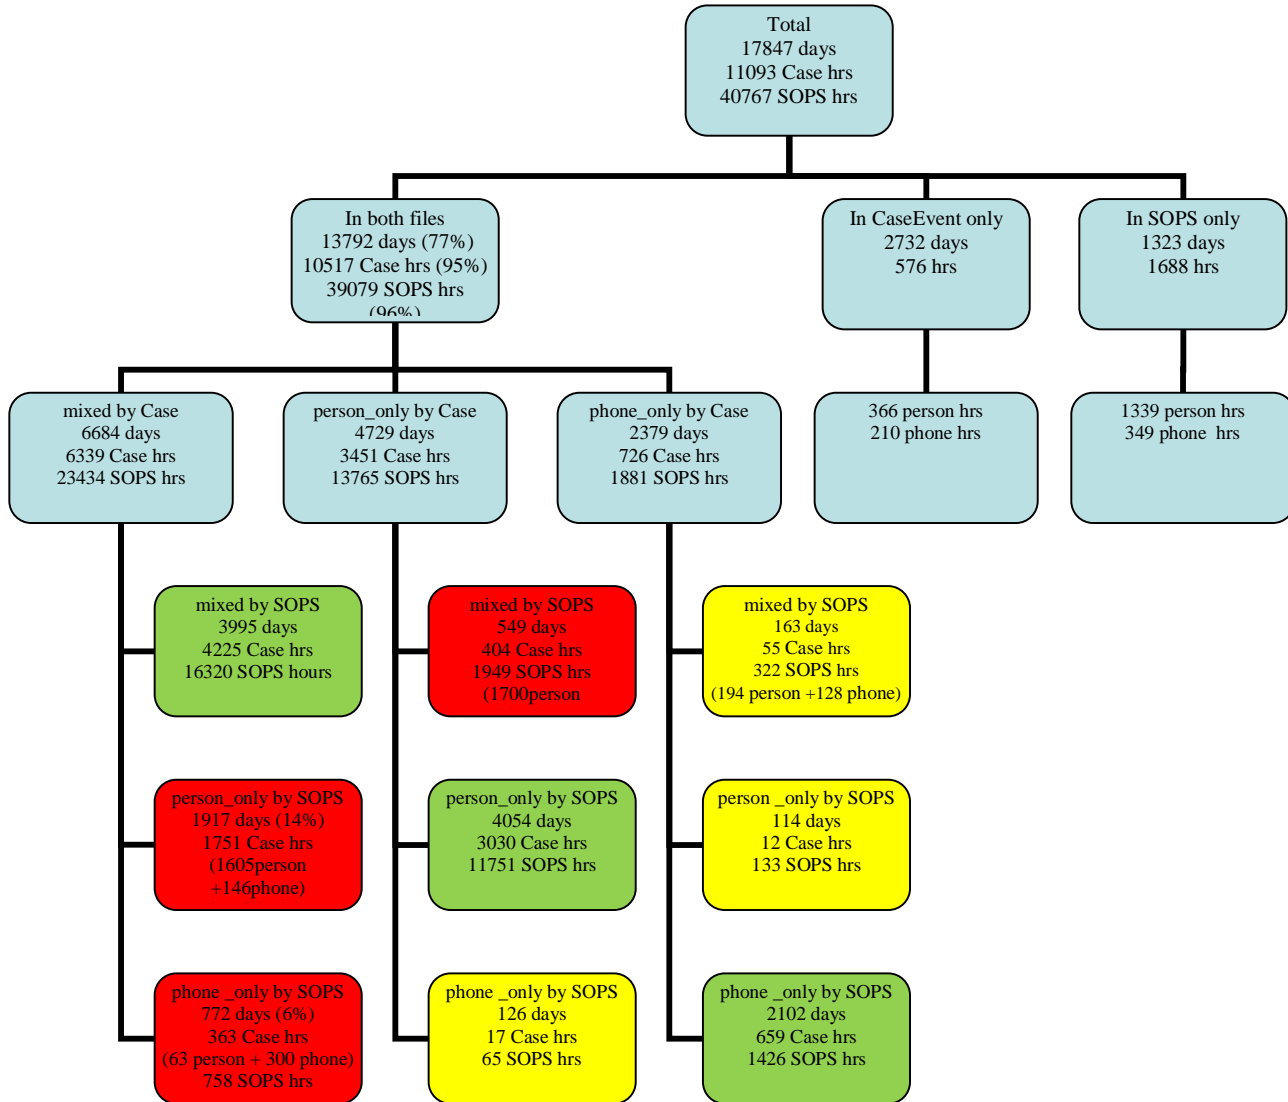 Total
17847 days
11093 Case hrs
40767 SOPS hrs
In both files
13792 days (77%)
10517 Case hrs (95%)
39079 SOPS hrs
(96%)
In CaseEvent only
2732 days
576 hrs
In SOPS only
1323 days
1688 hrs
mixed by Case
6684 days
6339 Case hrs
23434 SOPS hrs
person_only by Case
4729 days
3451 Case hrs
13765 SOPS hrs
phone_only by Case
2379 days
726 Case hrs
1881 SOPS hrs
366 person hrs
210 phone hrs
1339 person hrs
349 phone  hrs
mixed by SOPS
3995 days
4225 Case hrs
16320 SOPS hours
mixed by SOPS
549 days
404 Case hrs
1949 SOPS hrs
(1700person
mixed by SOPS
163 days
55 Case hrs
322 SOPS hrs
(194 person +128 phone)
person_only by SOPS
1917 days (14%)
1751 Case hrs
(1605person
+146phone)
person_only by SOPS
4054 days
3030 Case hrs
11751 SOPS hrs
person _only by SOPS
114 days
12 Case hrs
133 SOPS hrs
phone _only by SOPS
772 days (6%)
363 Case hrs
(63 person + 300 phone)
758 SOPS hrs
phone _only by SOPS
126 days
17 Case hrs
65 SOPS hrs
phone _only by SOPS
2102 days
659 Case hrs
1426 SOPS hrs